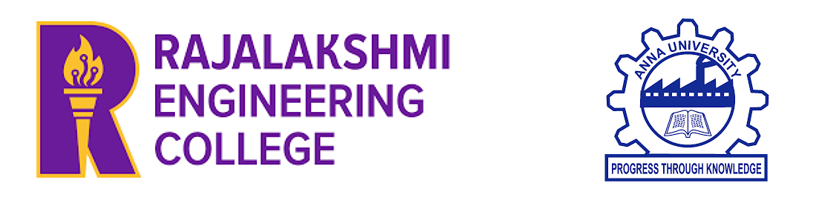 RAJALAKSHMI
ENGINEERING
COLLEGE
ANNA UNIVERSITY
PROGRESS THROUGH KNOWLEDGE